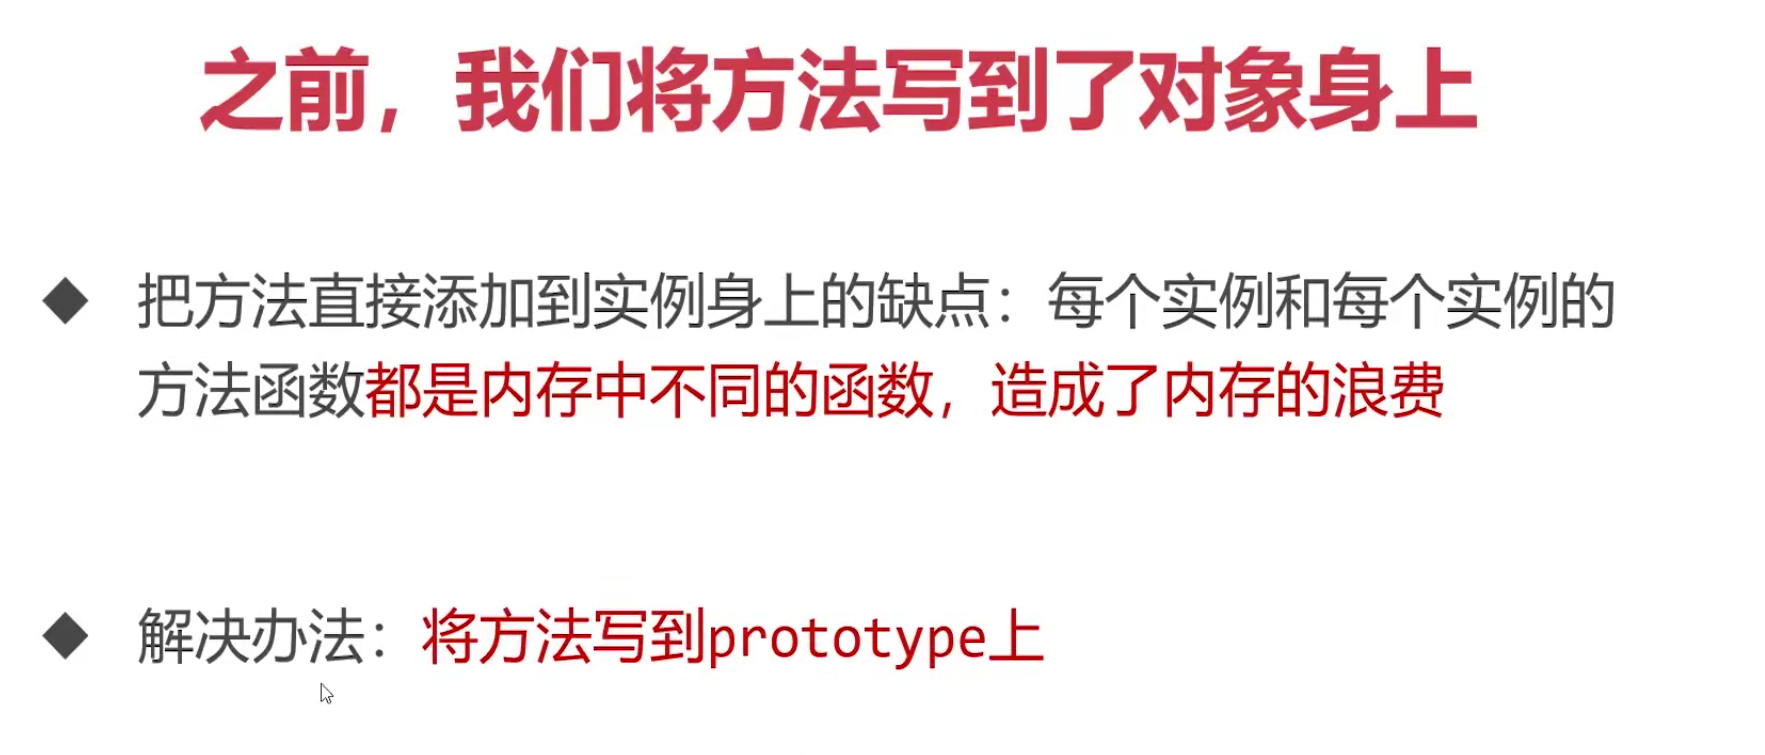 之前，我们将方法写到了对象身上
◆ 把方法直接添加到实例身上的缺点：每个实例和每个实例的
方法函数都是内存中不同的函数，造成了内存的浪费
◆ 解决办法：将方法写到prototype上